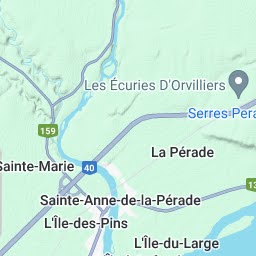 Les Écuries D'Orvilliers
Serres Pera
159
La Pérade
Sainte-Marie
40
Sainte-Anne-de-la-Pérade
13
L'Île-des-Pins
L'Île-du-Large